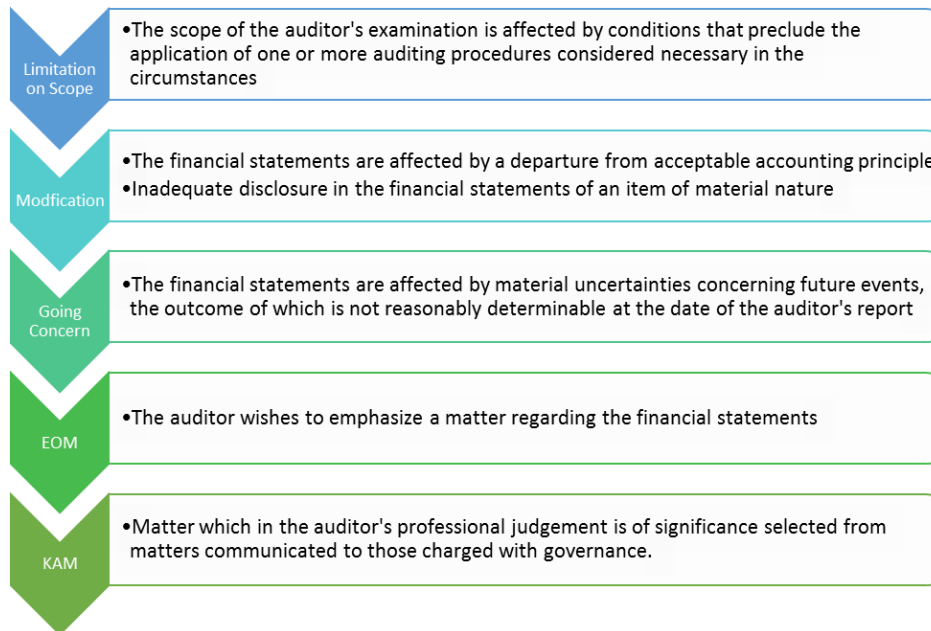 Limitation
on Scope
•The scope of the auditor's examination is affected by conditions that preclude the
application of one or more auditing procedures considered necessary in the
circumstances
Modfication
•The financial statements are affected by a departure from acceptable accounting principle
•Inadequate disclosure in the financial statements of an item of material nature
Going
Concern
•The financial statements are affected by material uncertainties concerning future events,
the outcome of which is not reasonably determinable at the date of the auditor's report
EOM
•The auditor wishes to emphasize a matter regarding the financial statements
KAM
•Matter which in the auditor's professional judgement is of significance selected from
matters communicated to those charged with governance.